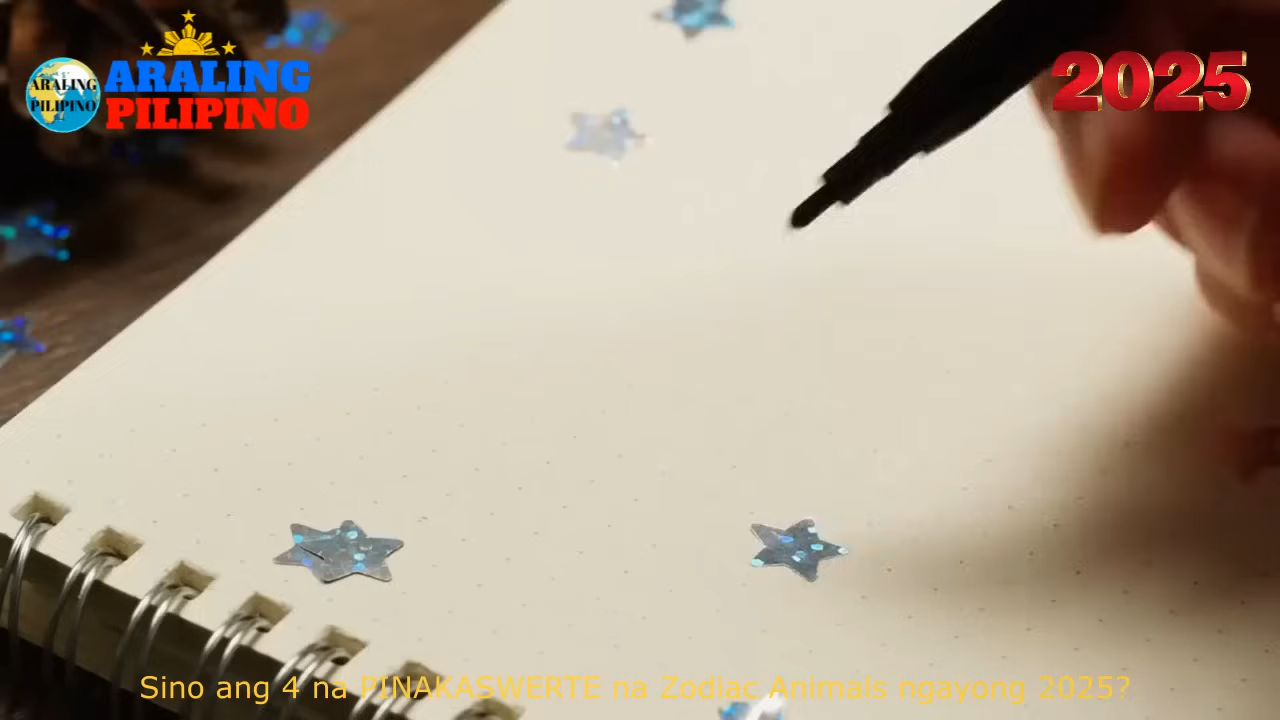 ARALING
PILIPINO
ARALING
PILIPINO
2025
Sino ang 4 na PINAKASWERTE na Zodiac Animals ngayong 2025?